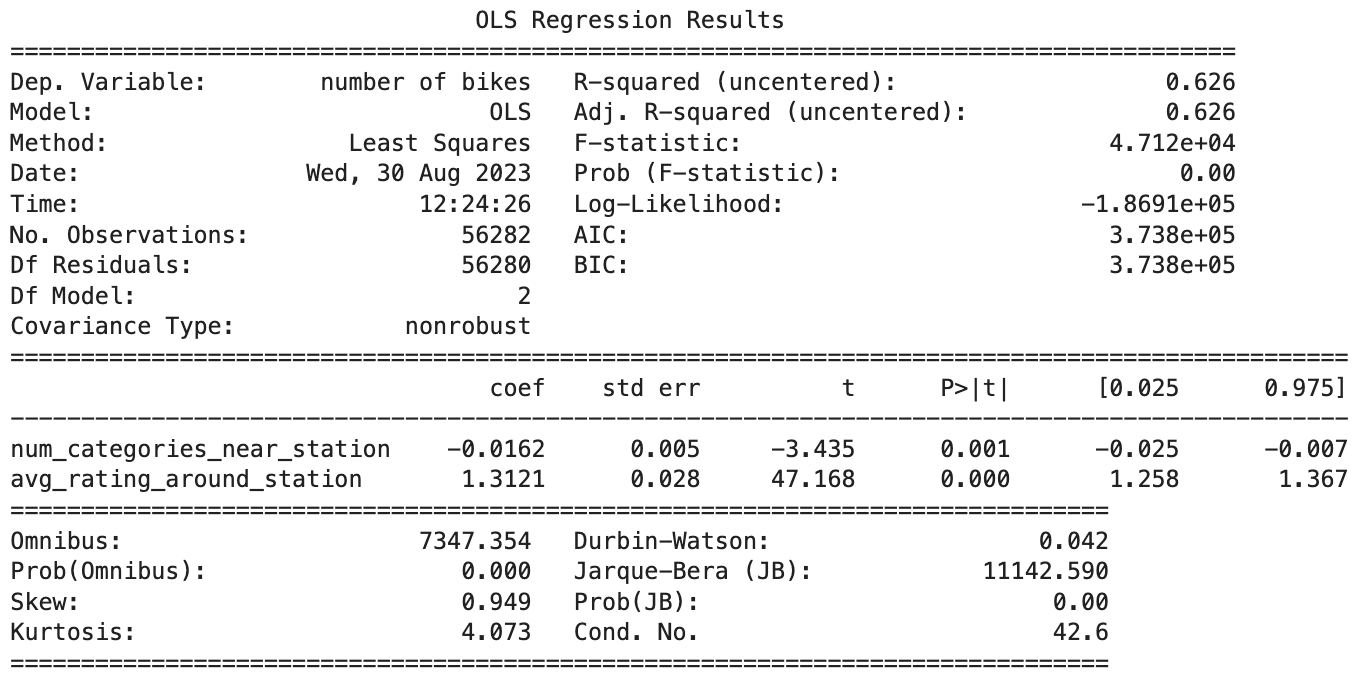 OLS Regression Results
==============================================================================
Dep. Variable: number of bikes R-squared (uncentered): 0.626
Model: OLS Adj. R-squared (uncentered): 0.626
Method: Least Squares F-statistic: 4.712e+04
Date: Wed, 30 Aug 2023 Prob (F-statistic): 0.00
Time: 12:24:26 Log-Likelihood: -1.8691e+05
No. Observations: 56282 AIC: 3.738e+05
Df Residuals: 56280 BIC: 3.738e+05
Df Model: 2
Covariance Type: nonrobust
==============================================================================
coef std err t P>|t| [0.025 0.975]
------------------------------------------------------------------------------
num_categories_near_station -0.0162 0.005 -3.435 0.001 -0.025 -0.007
avg_rating_around_station 1.3121 0.028 47.168 0.000 1.258 1.367
==============================================================================
Omnibus: 7347.354 Durbin-Watson: 0.042
Prob(Omnibus): 0.000 Jarque-Bera (JB): 11142.590
Skew: 0.949 Prob(JB): 0.00
Kurtosis: 4.073 Cond. No. 42.6
==============================================================================